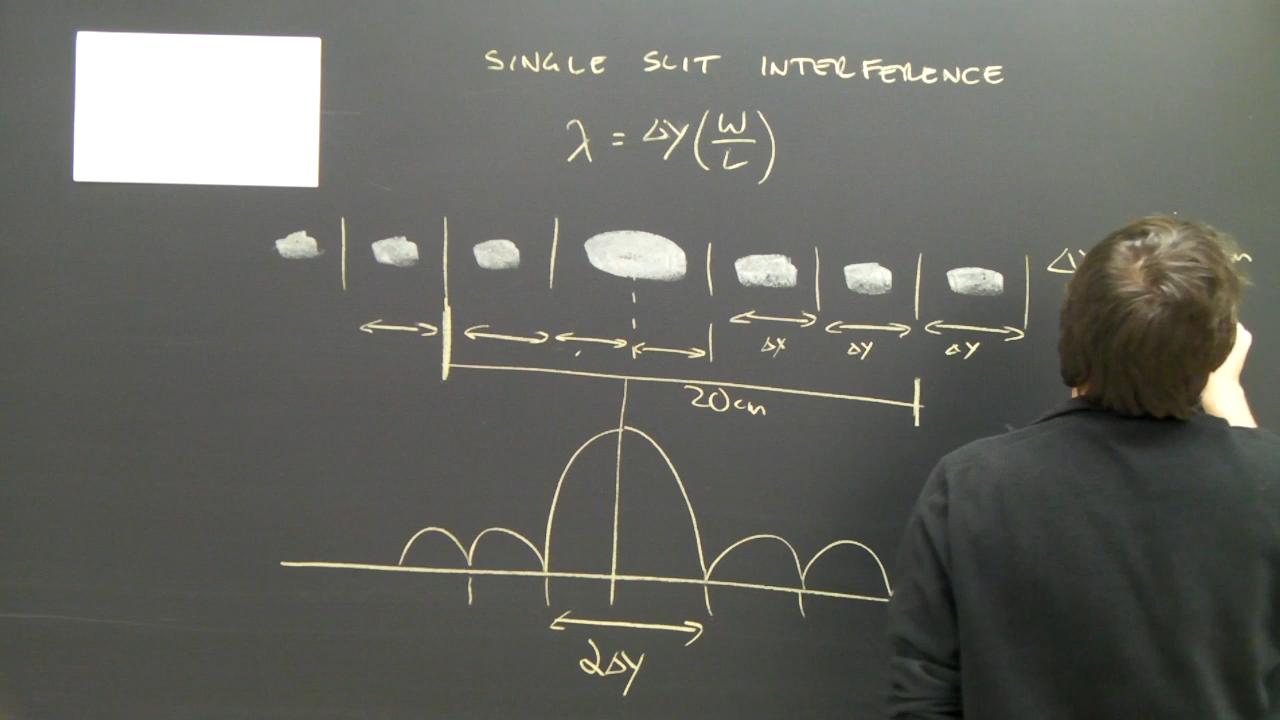 SINGLE SLIT INTERFERENCE
λ = ΔY(W/L)
ΔX ΔY ΔY
20cm
2ΔY